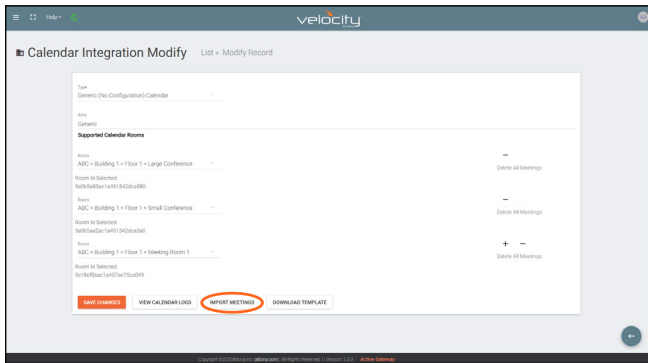 Help
velocity
Calendar Integration Modify List » Modify Record
Type
Generic (No Configuration) Calendar
Alias
Generic
Supported Calendar Rooms
Room
ABC > Building 1 > Floor 1 > Large Conference
Delete All Meetings
Room Id Selected:
Room
ABC > Building 1 > Floor 1 > Small Conference
Delete All Meetings
Room Id Selected:
Room
ABC > Building 1 > Floor 1 > Meeting Room 1
Delete All Meetings
Room Id Selected:
SAVE CHANGES VIEW CALENDAR LOGS IMPORT MEETINGS DOWNLOAD TEMPLATE
Active Gateway